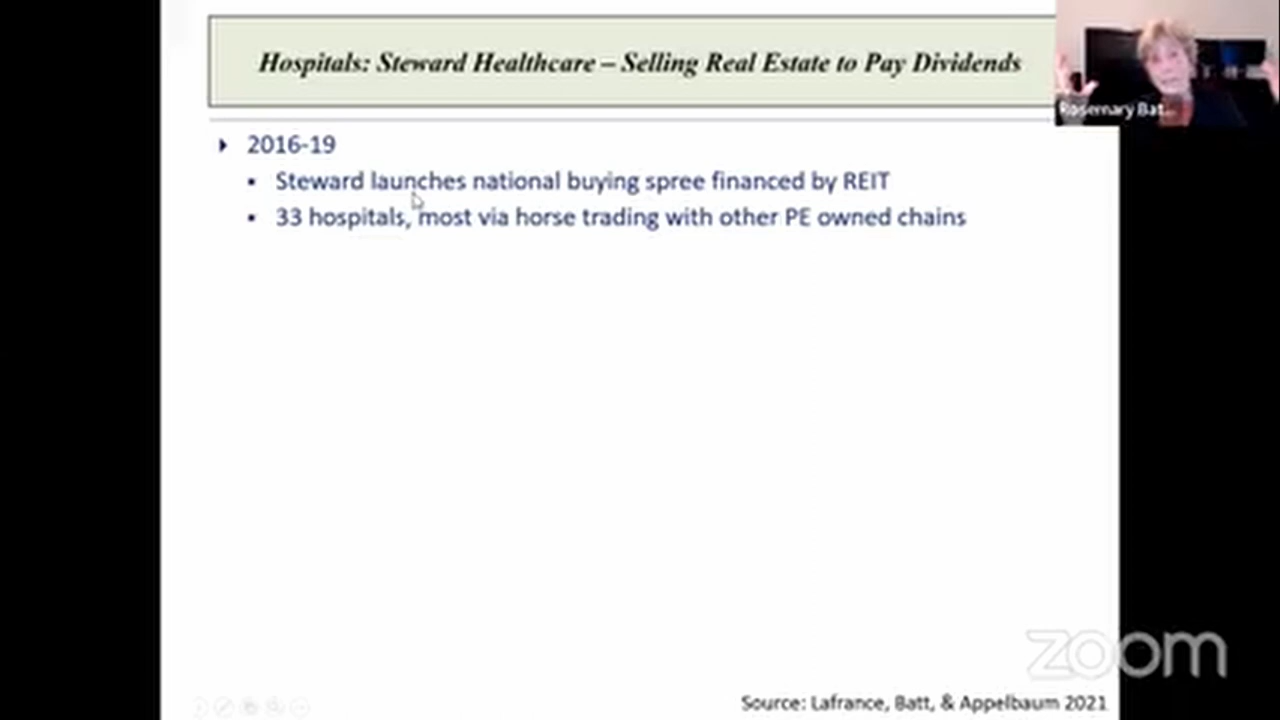 Hospitals: Steward Healthcare – Selling Real Estate to Pay Dividends
Rosemary Bat...
2016-19
Steward launches national buying spree financed by REIT
33 hospitals, most via horse trading with other PE owned chains
zoom
Source: Lafrance, Batt, & Appelbaum 2021